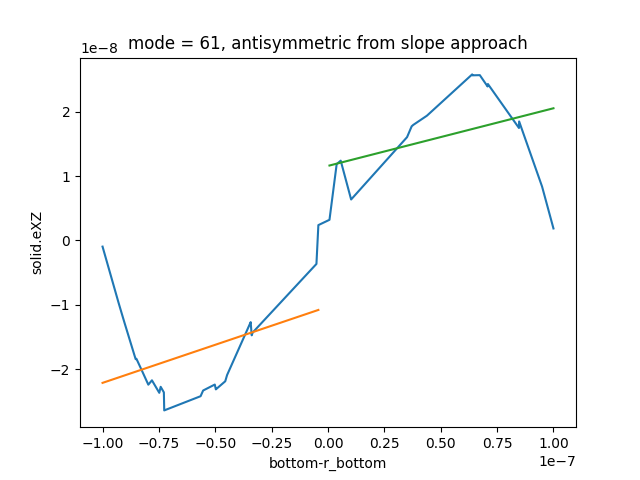 mode = 61, antisymmetric from slope approach
1e−8
2
1
0
−1
−2
solid.eXZ
−1.00 −0.75 −0.50 −0.25 0.00 0.25 0.50 0.75 1.00
bottom-r_bottom
1e−7